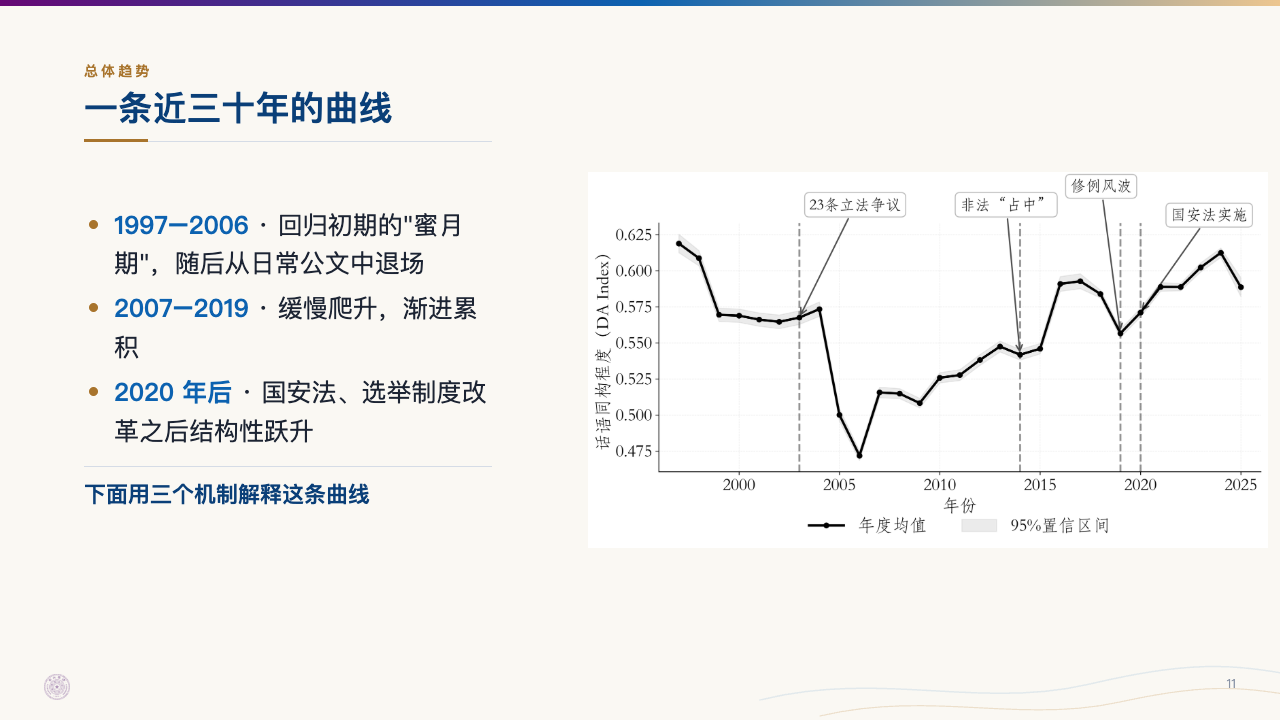 总体趋势
一条近三十年的曲线
1997—2006 · 回归初期的"蜜月
期"，随后从日常公文中退场
2007—2019 · 缓慢爬升，渐进累
积
2020 年后 · 国安法、选举制度改
革之后结构性跃升
下面用三个机制解释这条曲线
修例风波
23条立法争议
非法“占中”
国安法实施
话语同构程度（DA Index）
0.625
0.600
0.575
0.550
0.525
0.500
0.475
2000 2005 2010 2015 2020 2025
年份
年度均值 95%置信区间
11